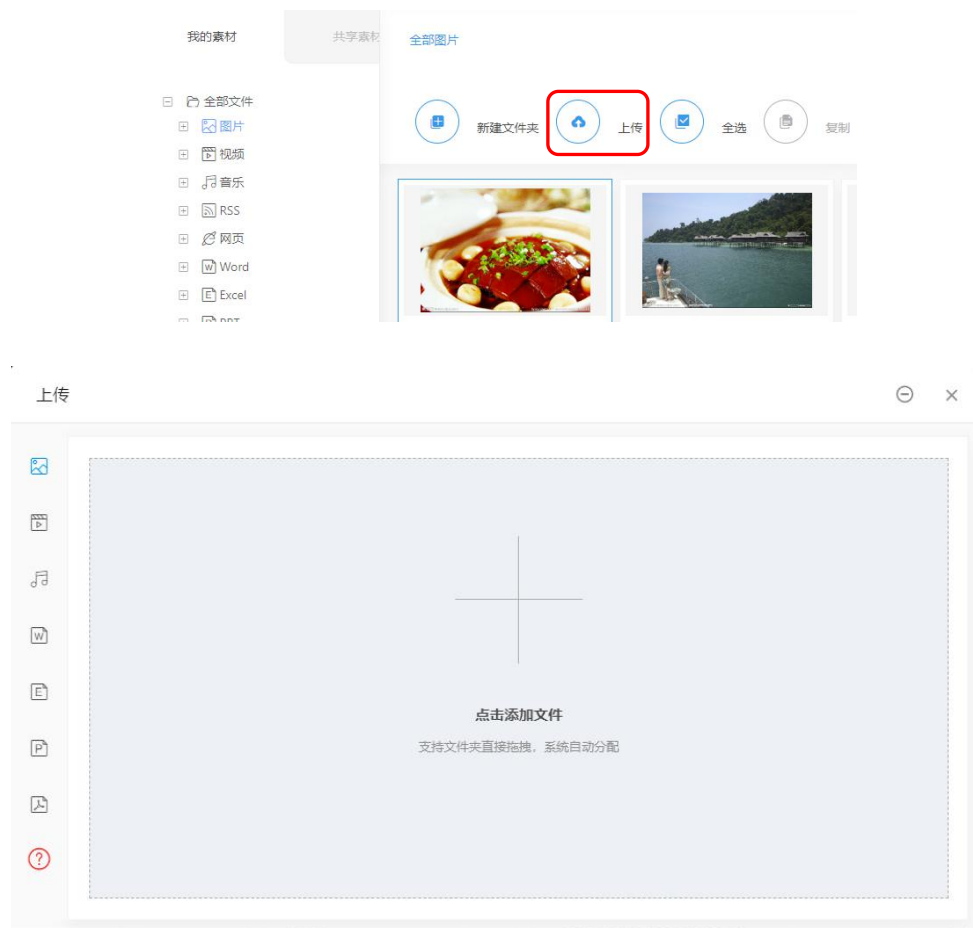 我的素材
共享素材
全部图片
全部文件
图片
视频
音乐
RSS
网页
Word
Excel
新建文件夹
上传
全选
复制
上传
点击添加文件
支持文件夹直接拖拽，系统自动分配